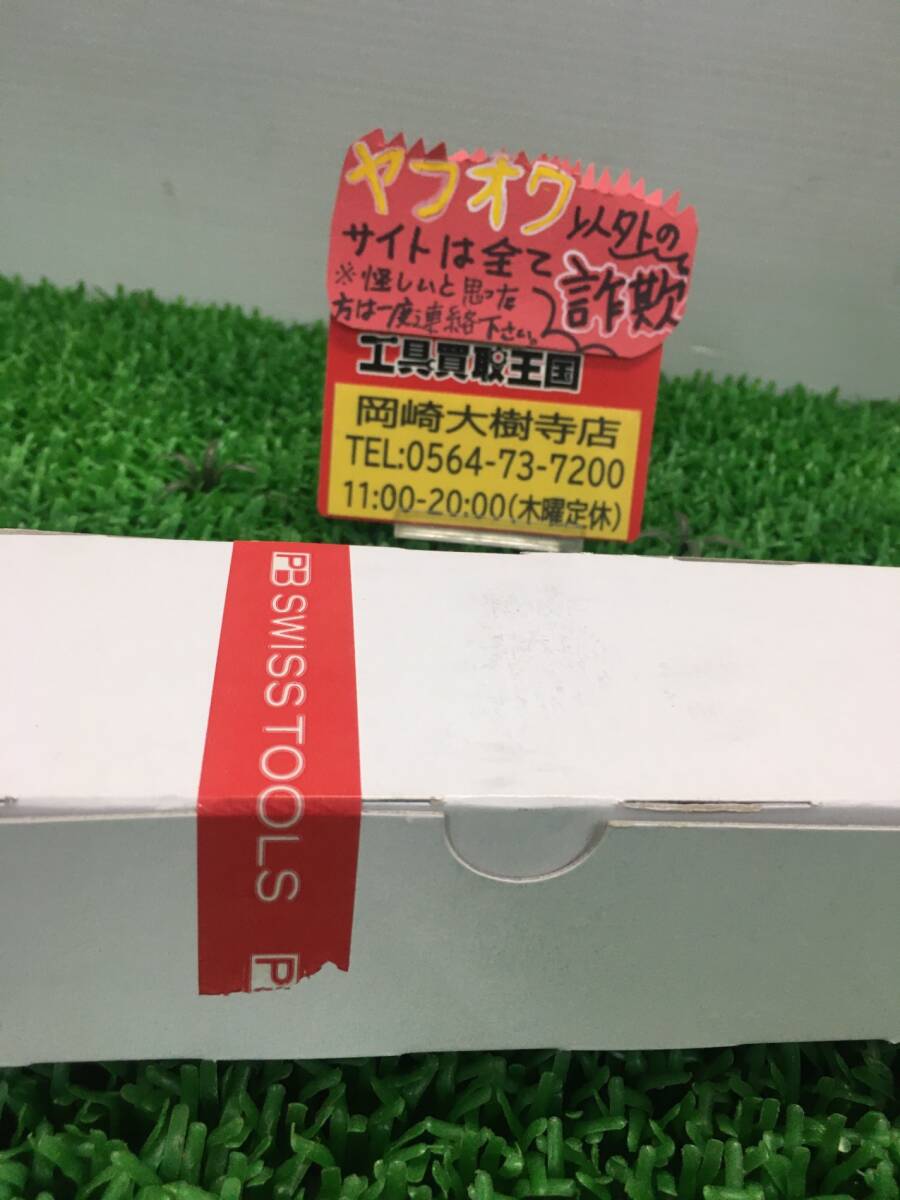 ヤフオク以外の
サイトは全て詐欺
※怪しいと思った
方は一度連絡下さい。
工具買取王国
岡崎大樹寺店
TEL:0564-73-7200
11:00-20:00(木曜定休)
PB SWISS TOOLS
P